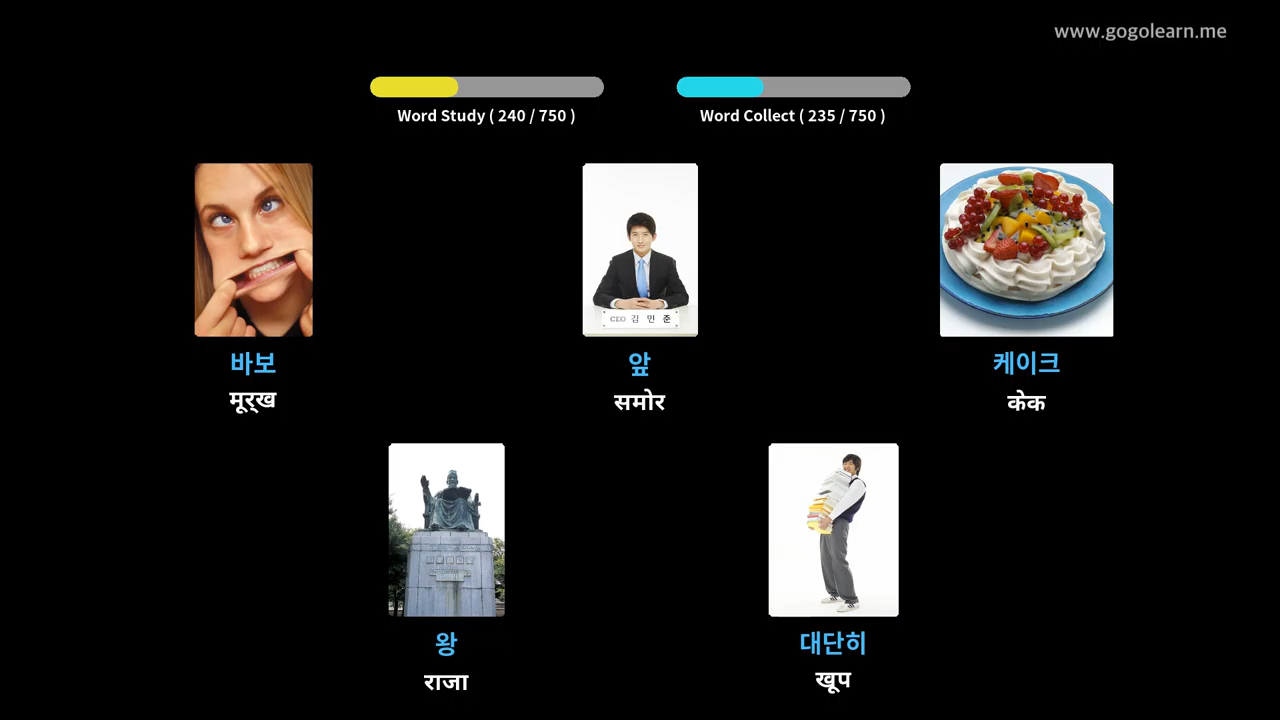 www.gogolearn.me
Word Study ( 240 / 750 )
Word Collect ( 235 / 750 )
CEO 김 민 준
바보
मूर्ख
앞
समोर
케이크
केक
왕
राजा
대단히
खूप